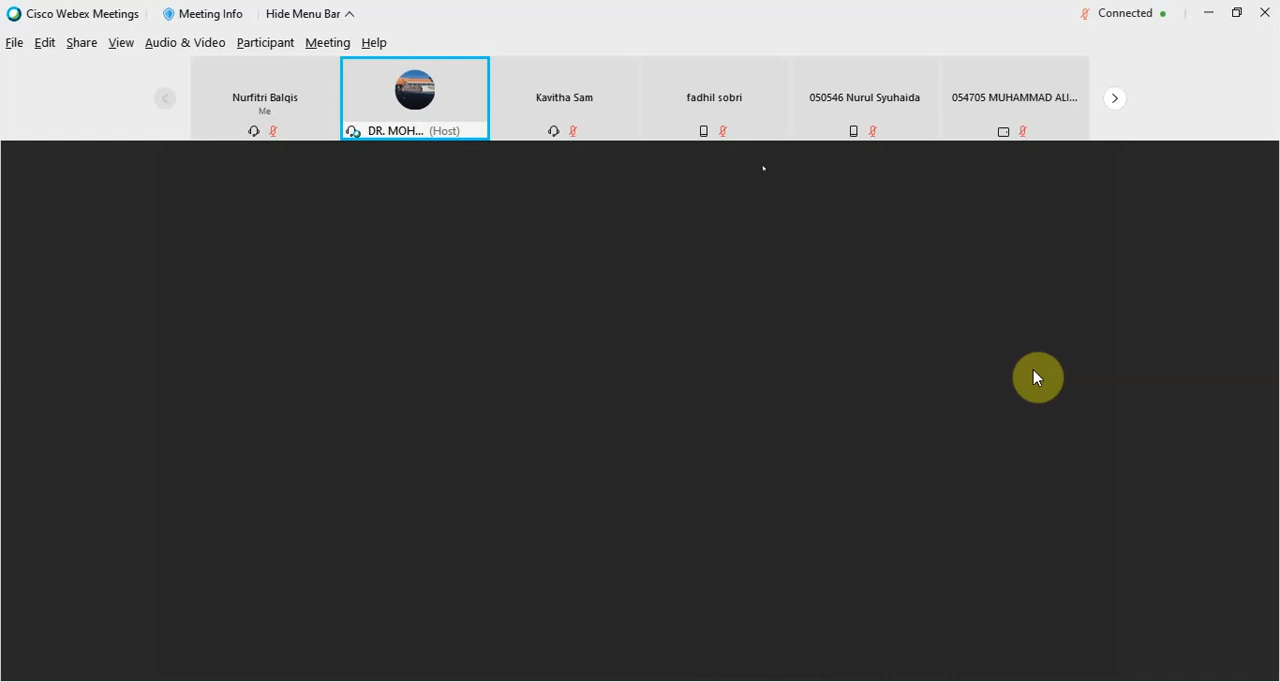 Cisco Webex Meetings Meeting Info Hide Menu Bar Connected
File Edit Share View Audio & Video Participant Meeting Help
Nurfitri Balqis
Me
DR. MOH... (Host)
Kavitha Sam
fadhil sobri
050546 Nurul Syuhaida
054705 MUHAMMAD ALI...